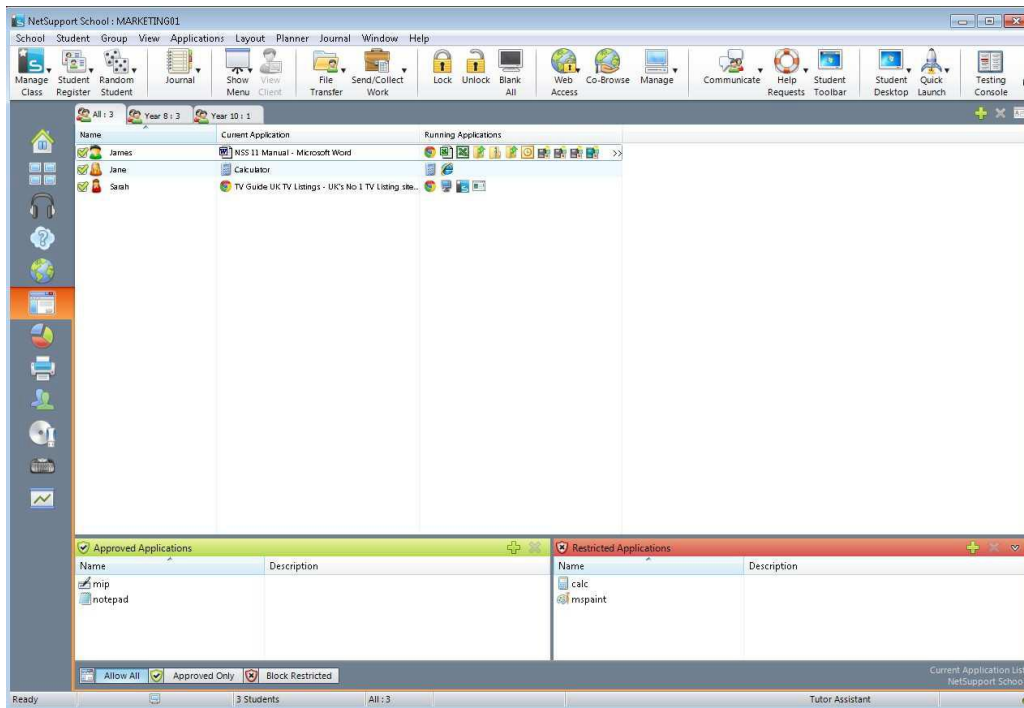 NetSupport School : MARKETING01
School Student Group View Applications Layout Planner Journal Window Help
Manage Class
Student Register
Random Student
Journal
Show Menu
View Client
File Transfer
Send/Collect Work
Lock
Unlock
Blank All
Web Access
Co-Browse
Manage
Communicate
Help Requests
Student Toolbar
Student Desktop
Quick Launch
Testing Console
All : 3 Year 8 : 3 Year 10 : 1
Name Current Application Running Applications
James NSS 11 Manual - Microsoft Word >>
Jane Calculator
Sarah TV Guide UK TV Listings - UK's No 1 TV Listing site...
Approved Applications
Name Description
mip
notepad
Restricted Applications
Name Description
calc
mspaint
Allow All Approved Only Block Restricted
Current Application List
NetSupport School
Ready 3 Students All : 3 Tutor Assistant